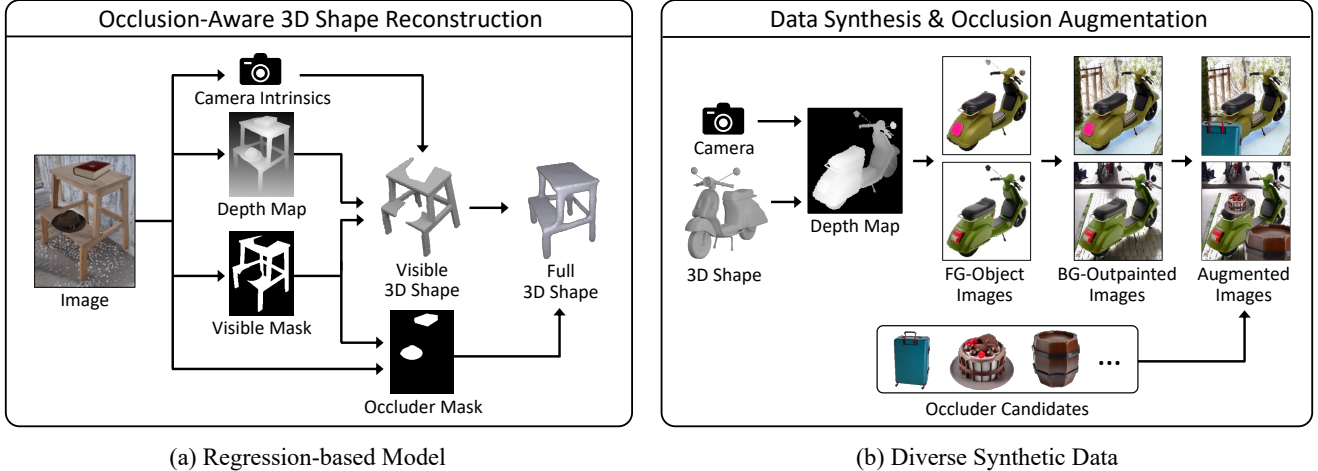 Occlusion-Aware 3D Shape Reconstruction
Camera Intrinsics
Depth Map
Image
Visible Mask
Visible
3D Shape
Full
3D Shape
Occluder Mask
(a) Regression-based Model
Data Synthesis & Occlusion Augmentation
Camera
3D Shape
Depth Map
FG-Object
Images
BG-Outpainted
Images
Augmented
Images
...
Occluder Candidates
(b) Diverse Synthetic Data